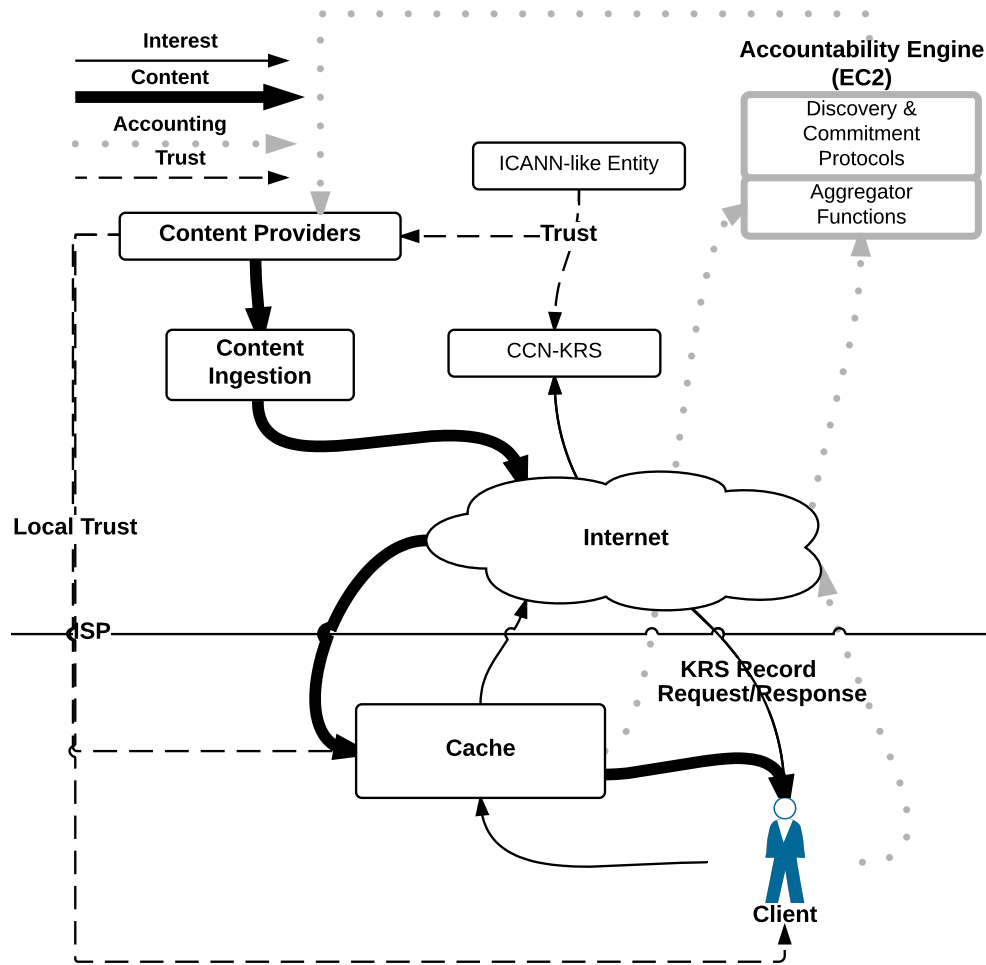 Interest
Content
Accounting
Trust
Accountability Engine
(EC2)
Discovery &
Commitment
Protocols
Aggregator
Functions
ICANN-like Entity
Content Providers
Trust
Content
Ingestion
CCN-KRS
Local Trust
Internet
ISP
KRS Record
Request/Response
Cache
Client